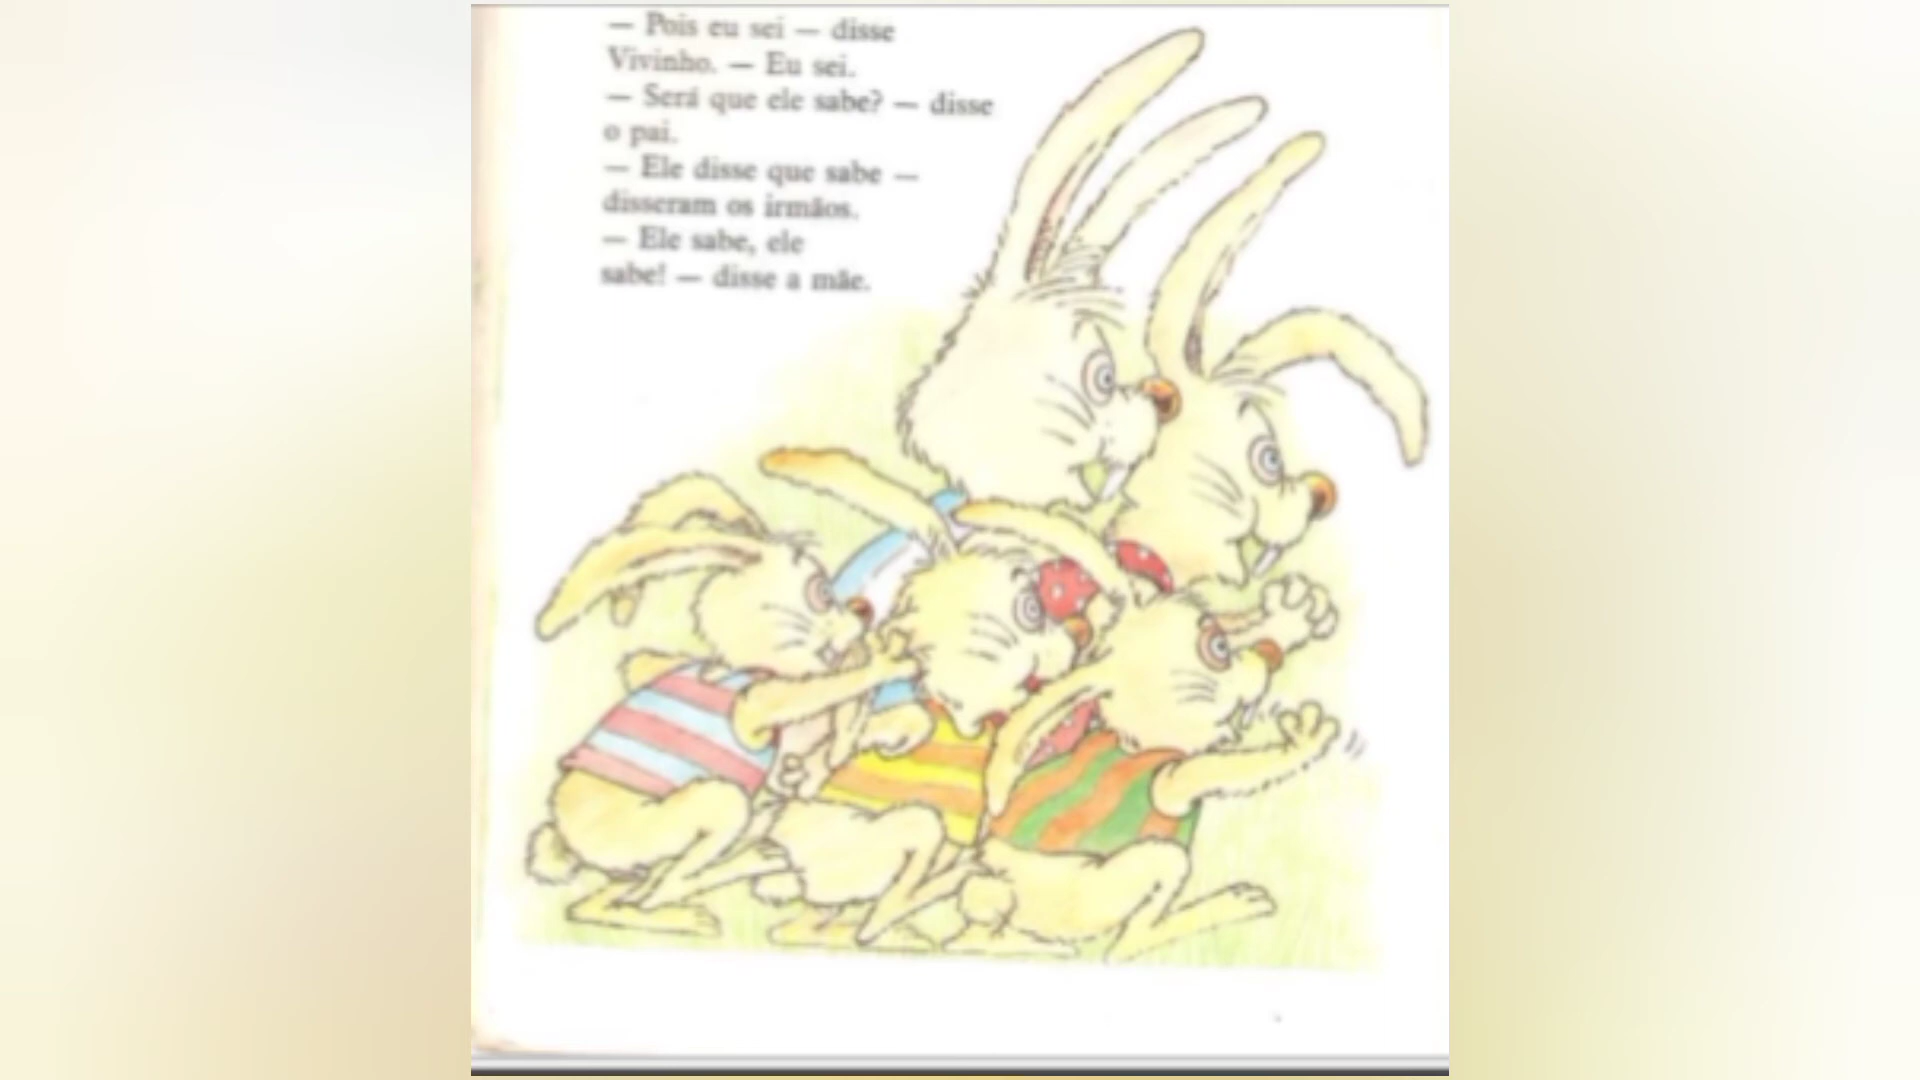 — Pois eu sei — disse
Vivinho. — Eu sei.
— Será que ele sabe? — disse
o pai.
— Ele disse que sabe —
disseram os irmãos.
— Ele sabe, ele
sabe! — disse a mãe.